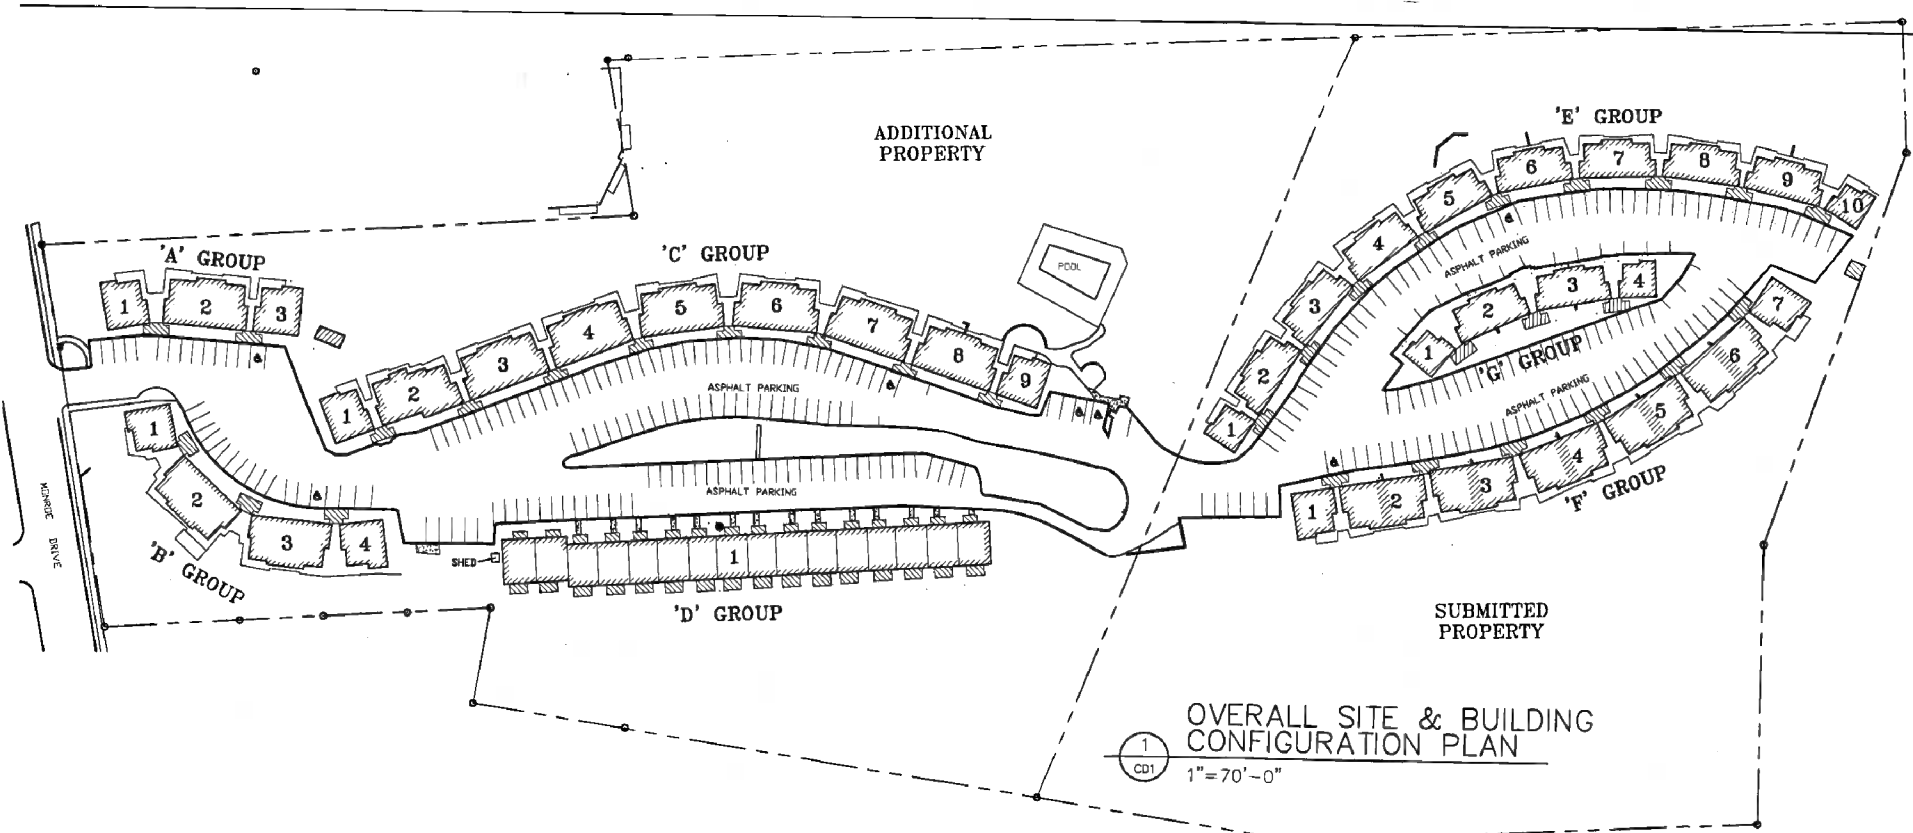 ADDITIONAL
PROPERTY
'E' GROUP
1
2
3
4
5
6
7
8
9
10
ASPHALT PARKING
'A' GROUP
1
2
3
'C' GROUP
1
2
3
4
5
6
7
8
9
ASPHALT PARKING
POOL
'G' GROUP
1
2
3
4
ASPHALT PARKING
'B' GROUP
1
2
3
4
MONROE DRIVE
ASPHALT PARKING
SHED
1
'D' GROUP
'F' GROUP
1
2
3
4
5
6
7
SUBMITTED
PROPERTY
1
CD1
OVERALL SITE & BUILDING
CONFIGURATION PLAN
1"=70'-0"